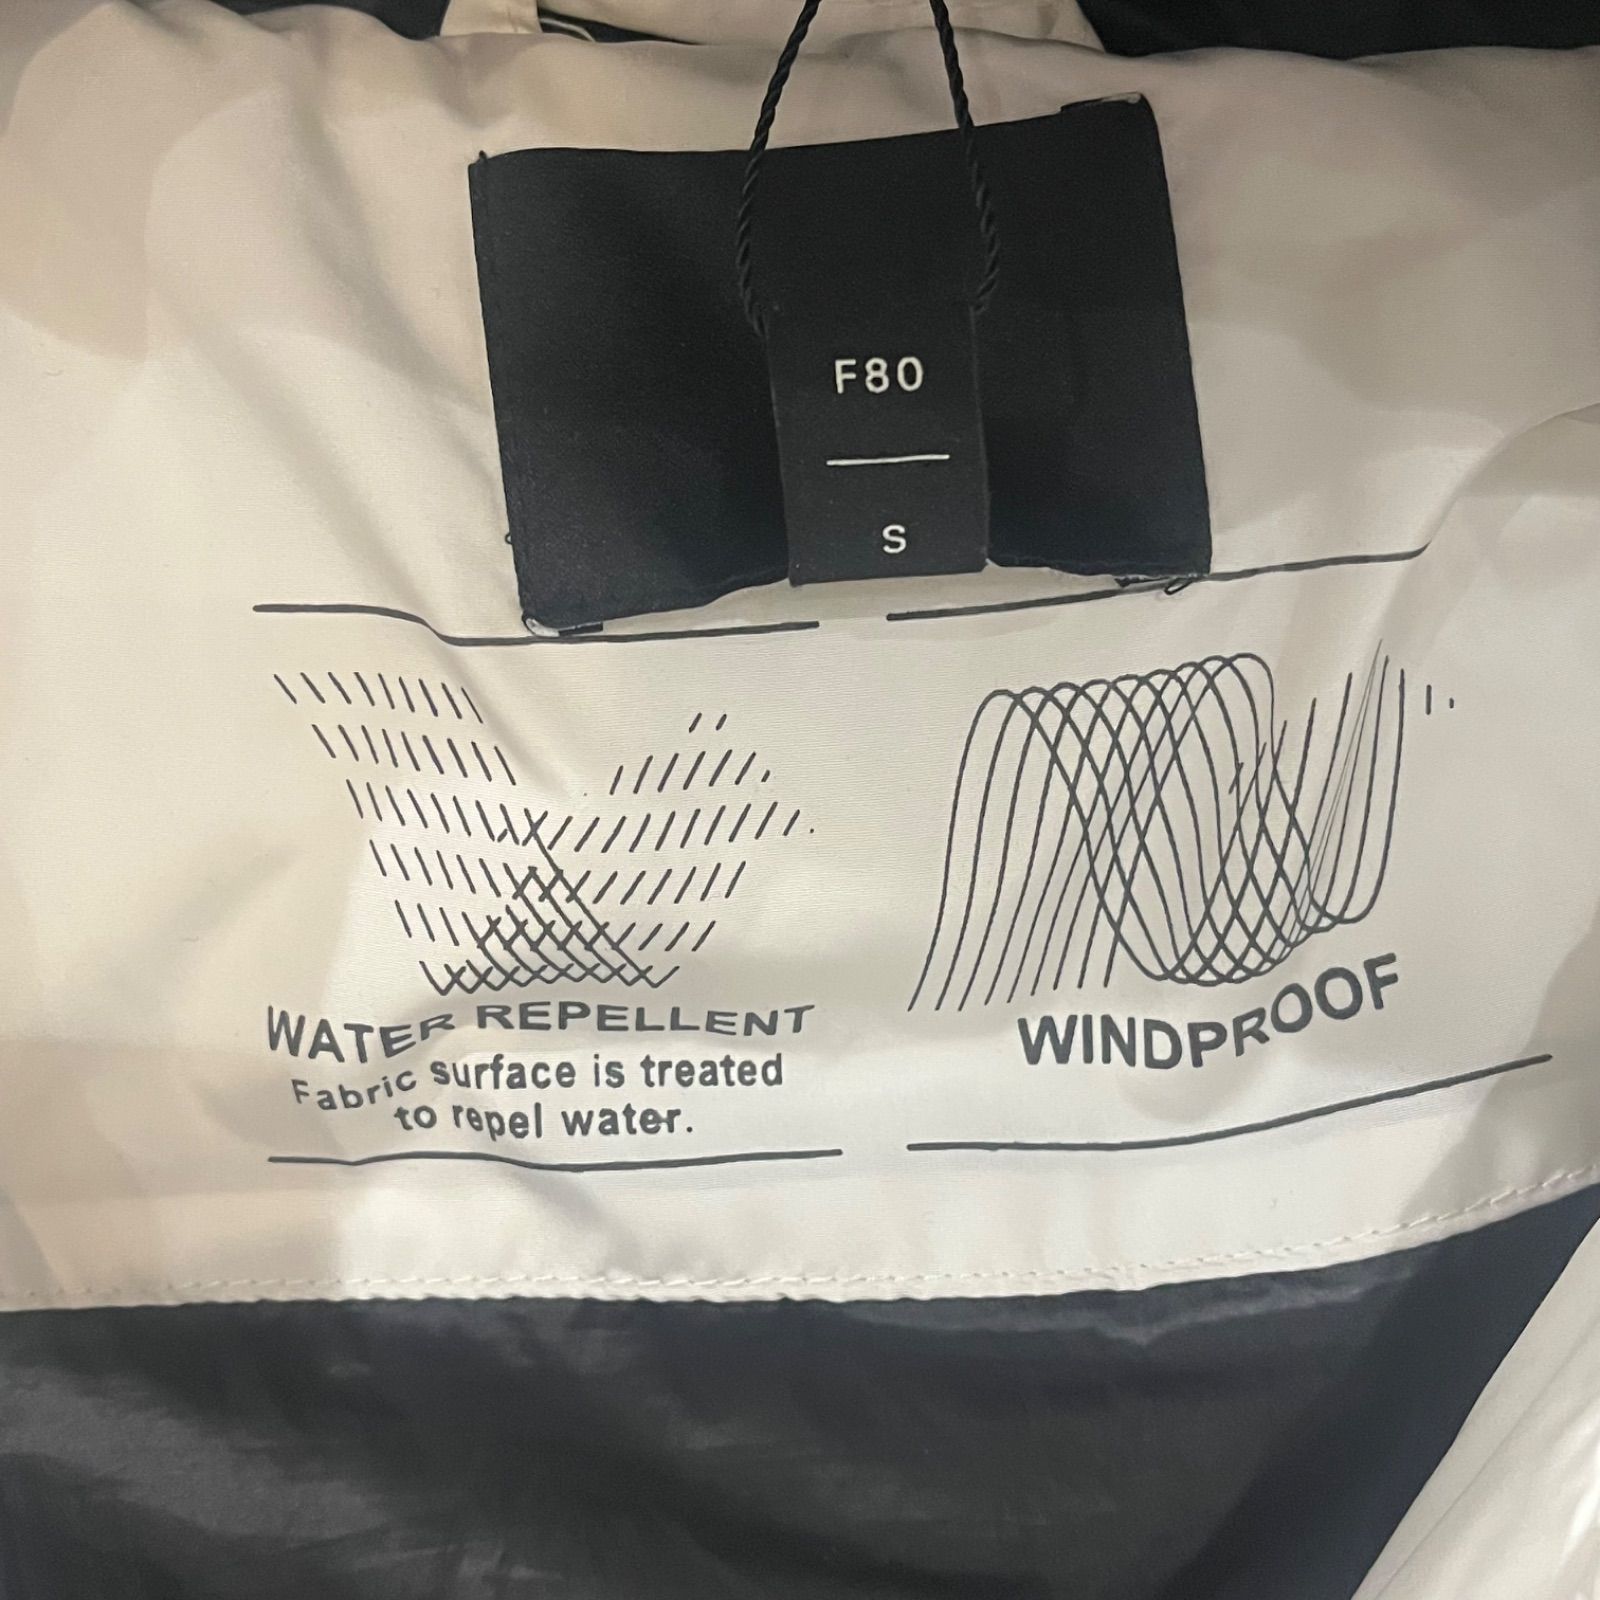 F80
S
WATER REPELLENT
Fabric surface is treated
to repel water.
WINDPROOF